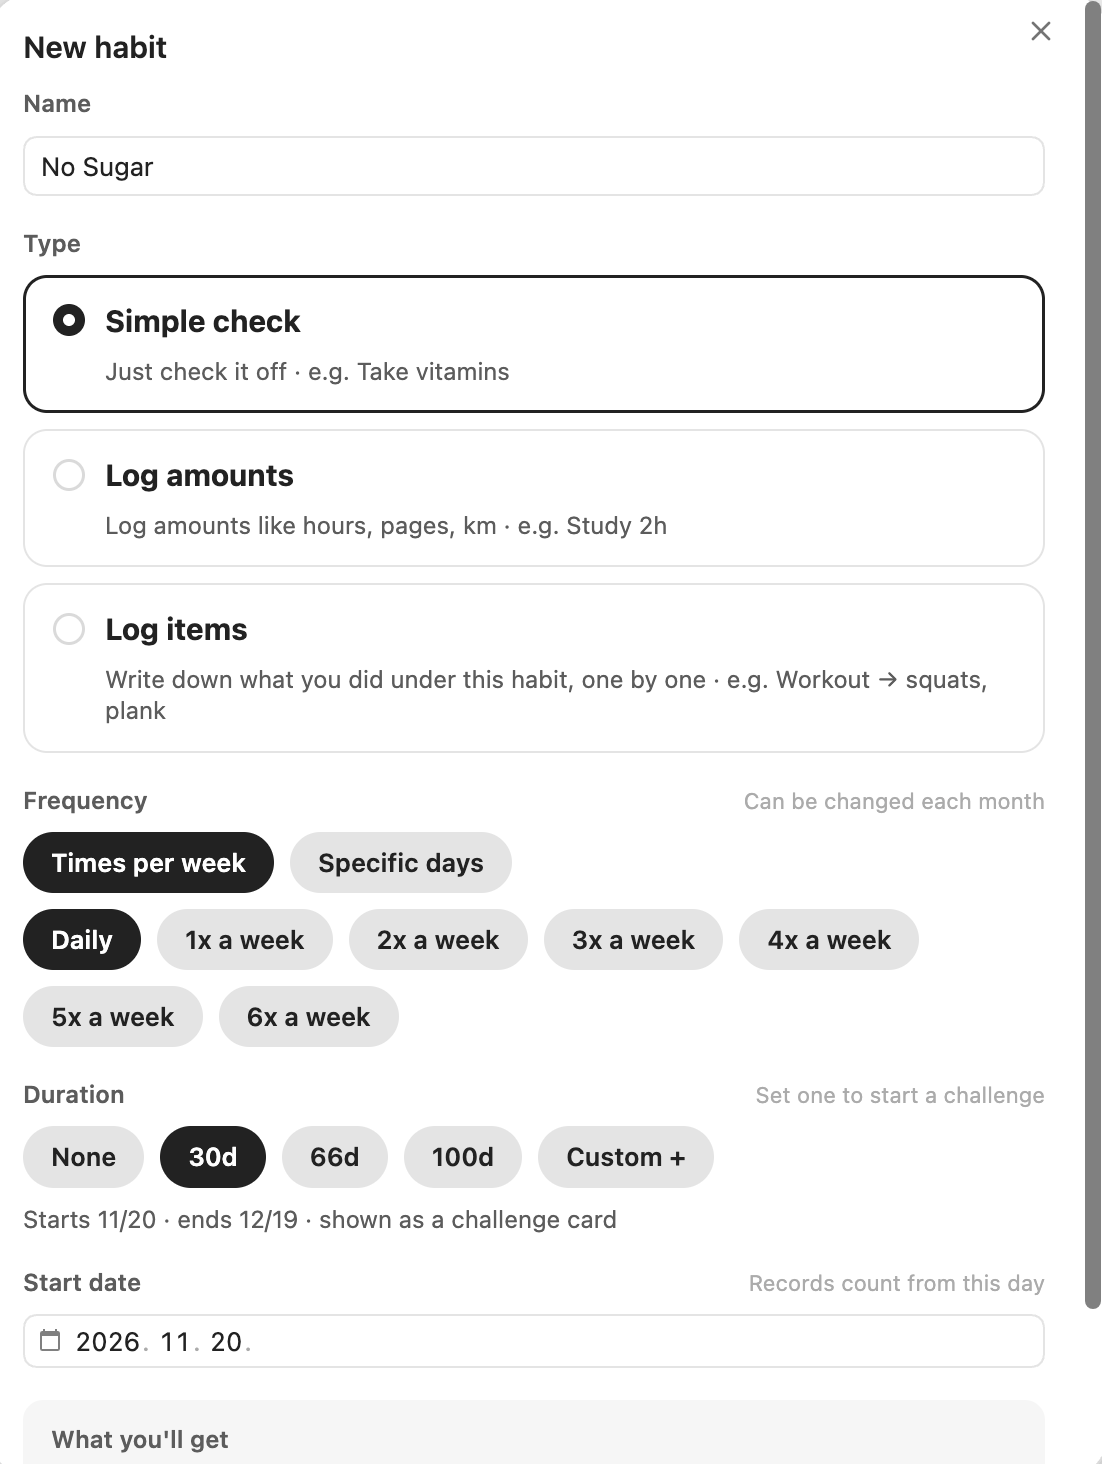 New habit
Name
No Sugar
Type
Simple check
Just check it off · e.g. Take vitamins
Log amounts
Log amounts like hours, pages, km · e.g. Study 2h
Log items
Write down what you did under this habit, one by one · e.g. Workout → squats,
plank
Frequency Can be changed each month
Times per week Specific days
Daily 1x a week 2x a week 3x a week 4x a week
5x a week 6x a week
Duration Set one to start a challenge
None 30d 66d 100d Custom +
Starts 11/20 · ends 12/19 · shown as a challenge card
Start date Records count from this day
2026. 11. 20.
What you'll get